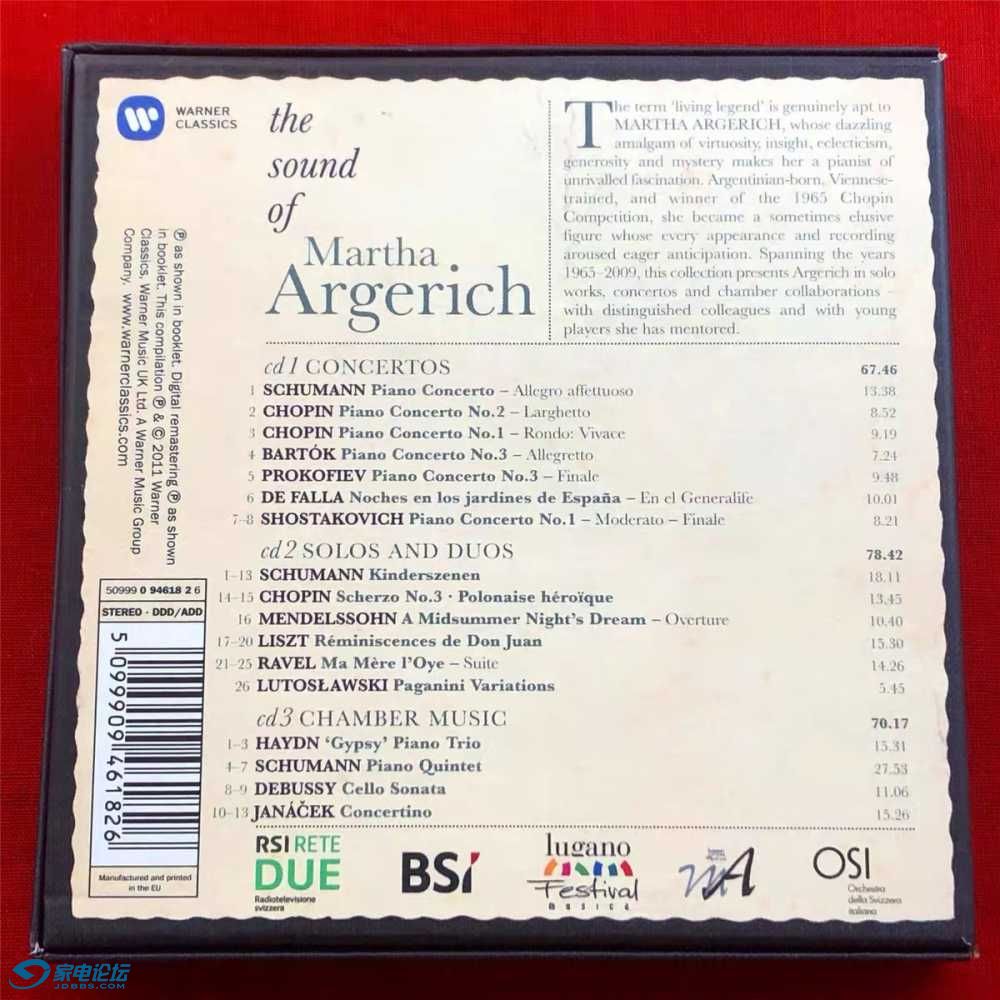 WARNER
CLASSICS
the
sound
of
Martha
Argerich
The term 'living legend' is genuinely apt to
MARTHA ARGERICH, whose dazzling
amalgam of virtuosity, insight, eclecticism,
generosity and mystery makes her a pianist of
unrivalled fascination. Argentinian-born, Viennese-
trained, and winner of the 1965 Chopin
Competition, she became a sometimes elusive
figure whose every appearance and recording
aroused eager anticipation. Spanning the years
1965–2009, this collection presents Argerich in solo
works, concertos and chamber collaborations –
with distinguished colleagues and with young
players she has mentored.
℗ as shown in booklet. Digital remastering ℗ as shown
in booklet. This compilation ℗ & © 2011 Warner
Classics, Warner Music UK Ltd. A Warner Music Group
Company. www.warnerclassics.com
cd1 CONCERTOS 67.46
1 SCHUMANN Piano Concerto – Allegro affettuoso 13.38
2 CHOPIN Piano Concerto No.2 – Larghetto 8.52
3 CHOPIN Piano Concerto No.1 – Rondo: Vivace 9.19
4 BARTÓK Piano Concerto No.3 – Allegretto 7.24
5 PROKOFIEV Piano Concerto No.3 – Finale 9.48
6 DE FALLA Noches en los jardines de España – En el Generalife 10.01
7–8 SHOSTAKOVICH Piano Concerto No.1 – Moderato – Finale 8.21
cd2 SOLOS AND DUOS 78.42
1–13 SCHUMANN Kinderszenen 18.11
14–15 CHOPIN Scherzo No.3 · Polonaise héroïque 13.45
16 MENDELSSOHN A Midsummer Night's Dream – Overture 10.40
17–20 LISZT Réminiscences de Don Juan 15.30
21–25 RAVEL Ma Mère l'Oye – Suite 14.26
26 LUTOSŁAWSKI Paganini Variations 5.45
cd3 CHAMBER MUSIC 70.17
1–3 HAYDN 'Gypsy' Piano Trio 15.31
4–7 SCHUMANN Piano Quintet 27.53
8–9 DEBUSSY Cello Sonata 11.06
10–13 JANÁČEK Concertino 15.26
50999 0 94618 2 6
STEREO · DDD/ADD
5 099909 461826
Manufactured and printed
in the EU
RSI RETE
DUE
Radiotelevisione
svizzera
BSI
lugano
Festival
musica
MA
OSI
Orchestra
della Svizzera
italiana
家电论坛
JDBBS.COM